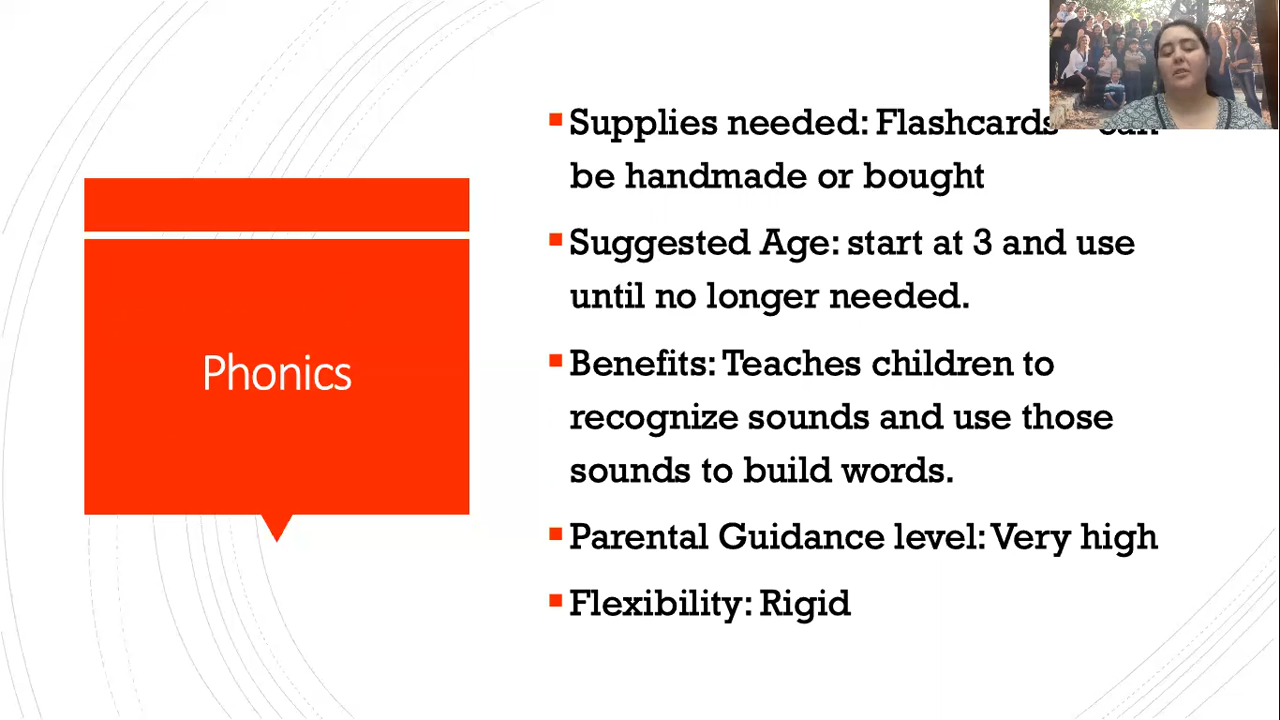 Phonics
▪Supplies needed: Flashcards can
be handmade or bought
▪Suggested Age: start at 3 and use
until no longer needed.
▪Benefits: Teaches children to
recognize sounds and use those
sounds to build words.
▪Parental Guidance level: Very high
▪Flexibility: Rigid